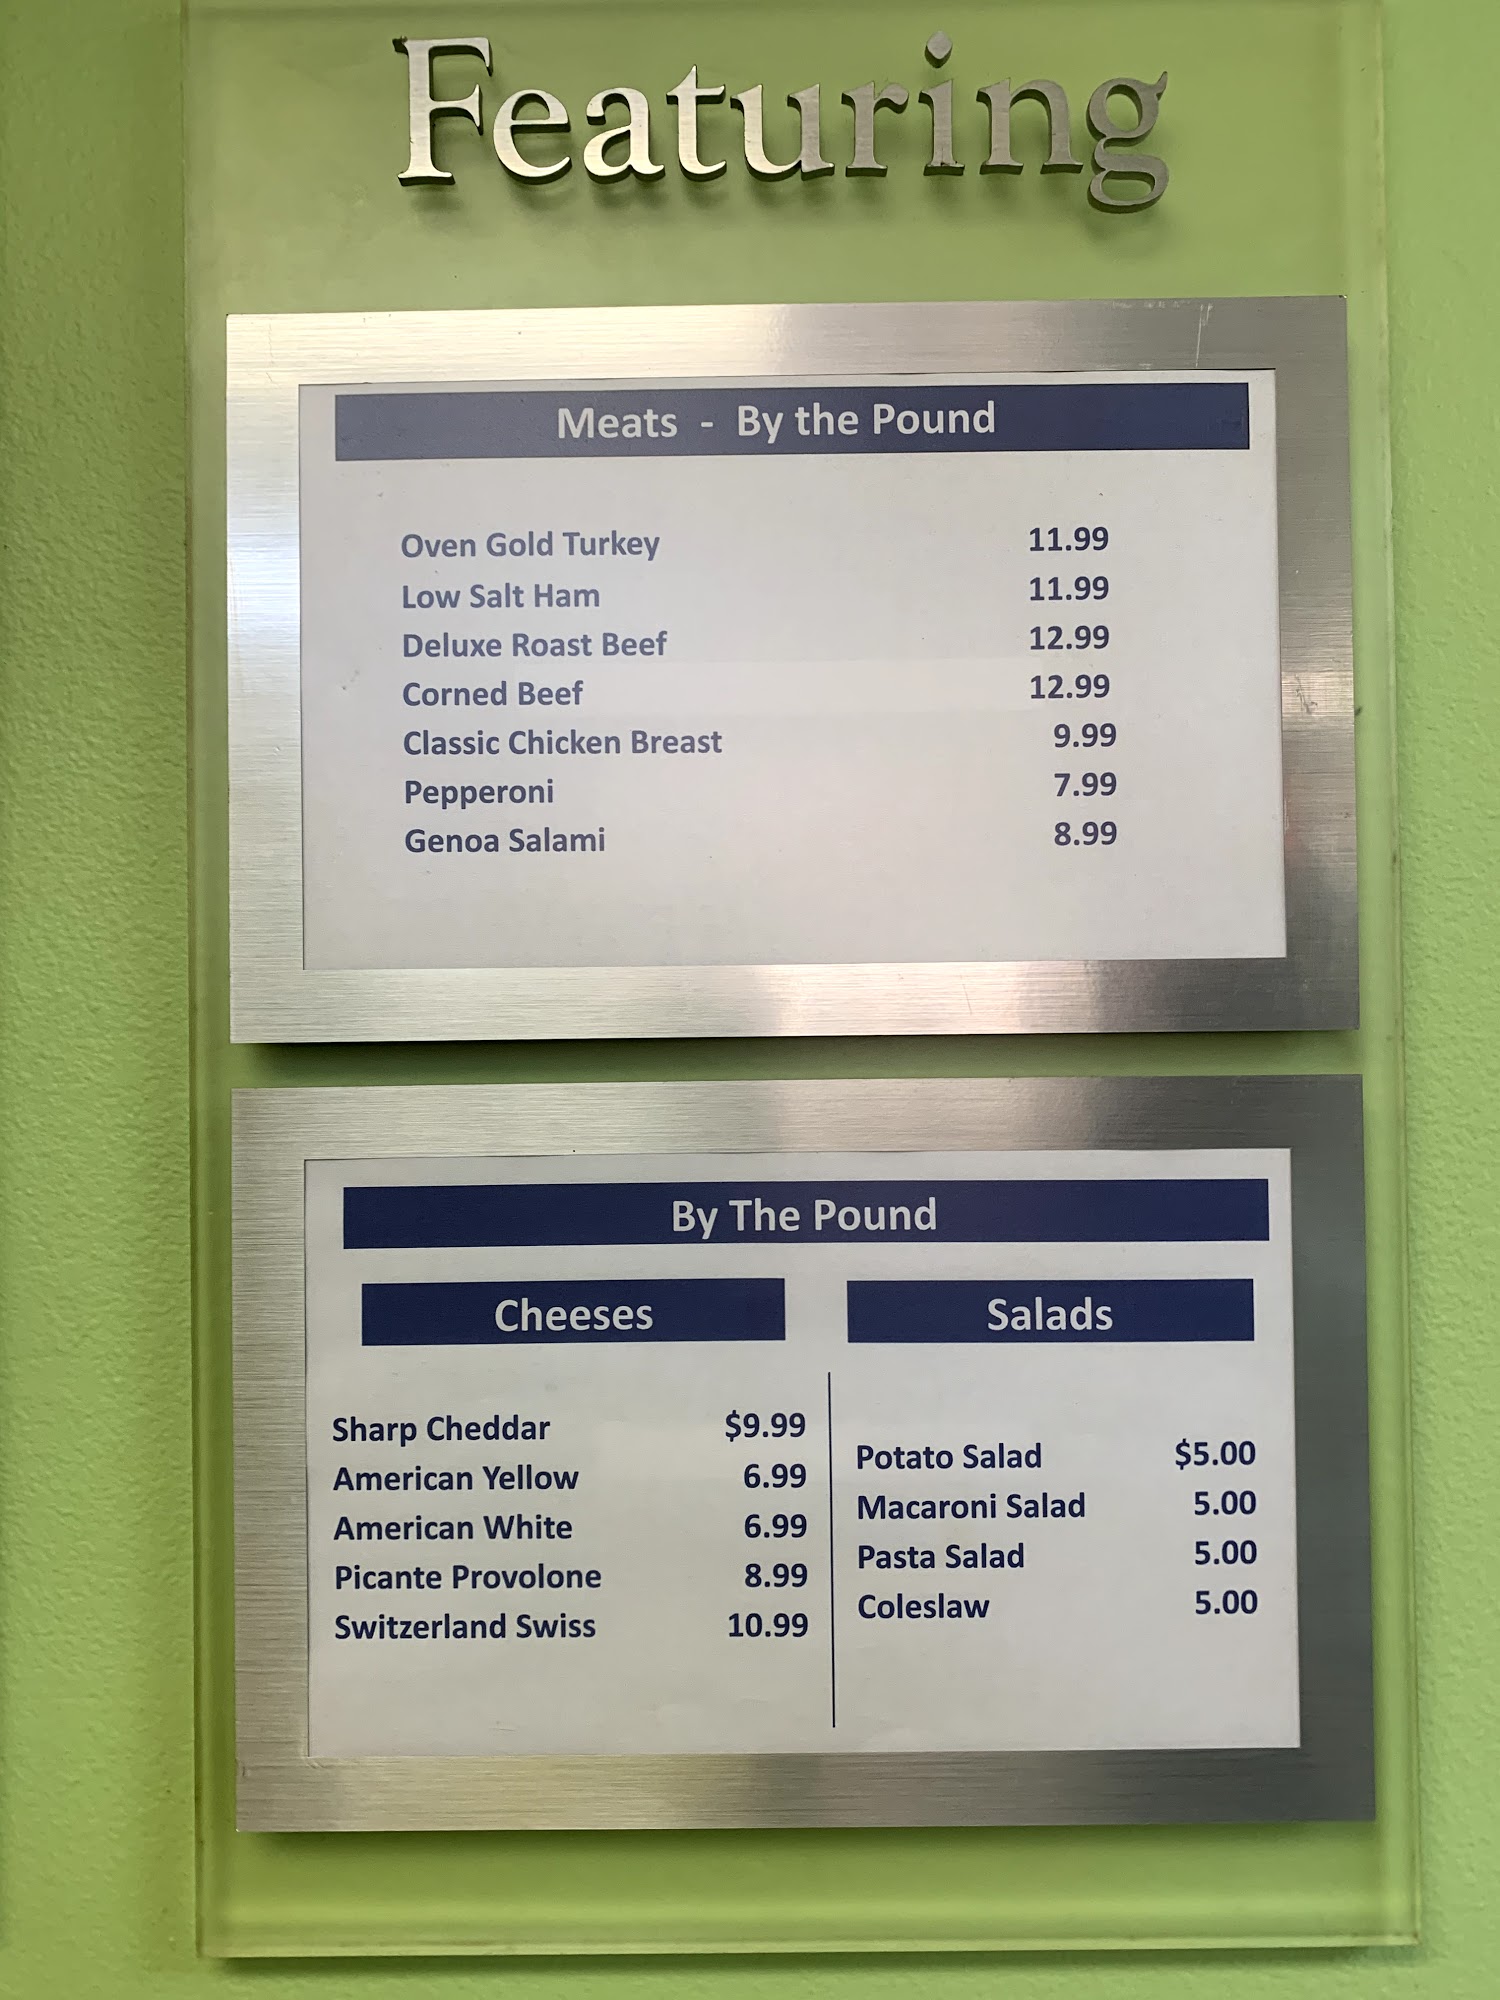 Featuring
Meats - By the Pound
Oven Gold Turkey 11.99
Low Salt Ham 11.99
Deluxe Roast Beef 12.99
Corned Beef 12.99
Classic Chicken Breast 9.99
Pepperoni 7.99
Genoa Salami 8.99
By The Pound
Cheeses
Sharp Cheddar $9.99
American Yellow 6.99
American White 6.99
Picante Provolone 8.99
Switzerland Swiss 10.99
Salads
Potato Salad $5.00
Macaroni Salad 5.00
Pasta Salad 5.00
Coleslaw 5.00